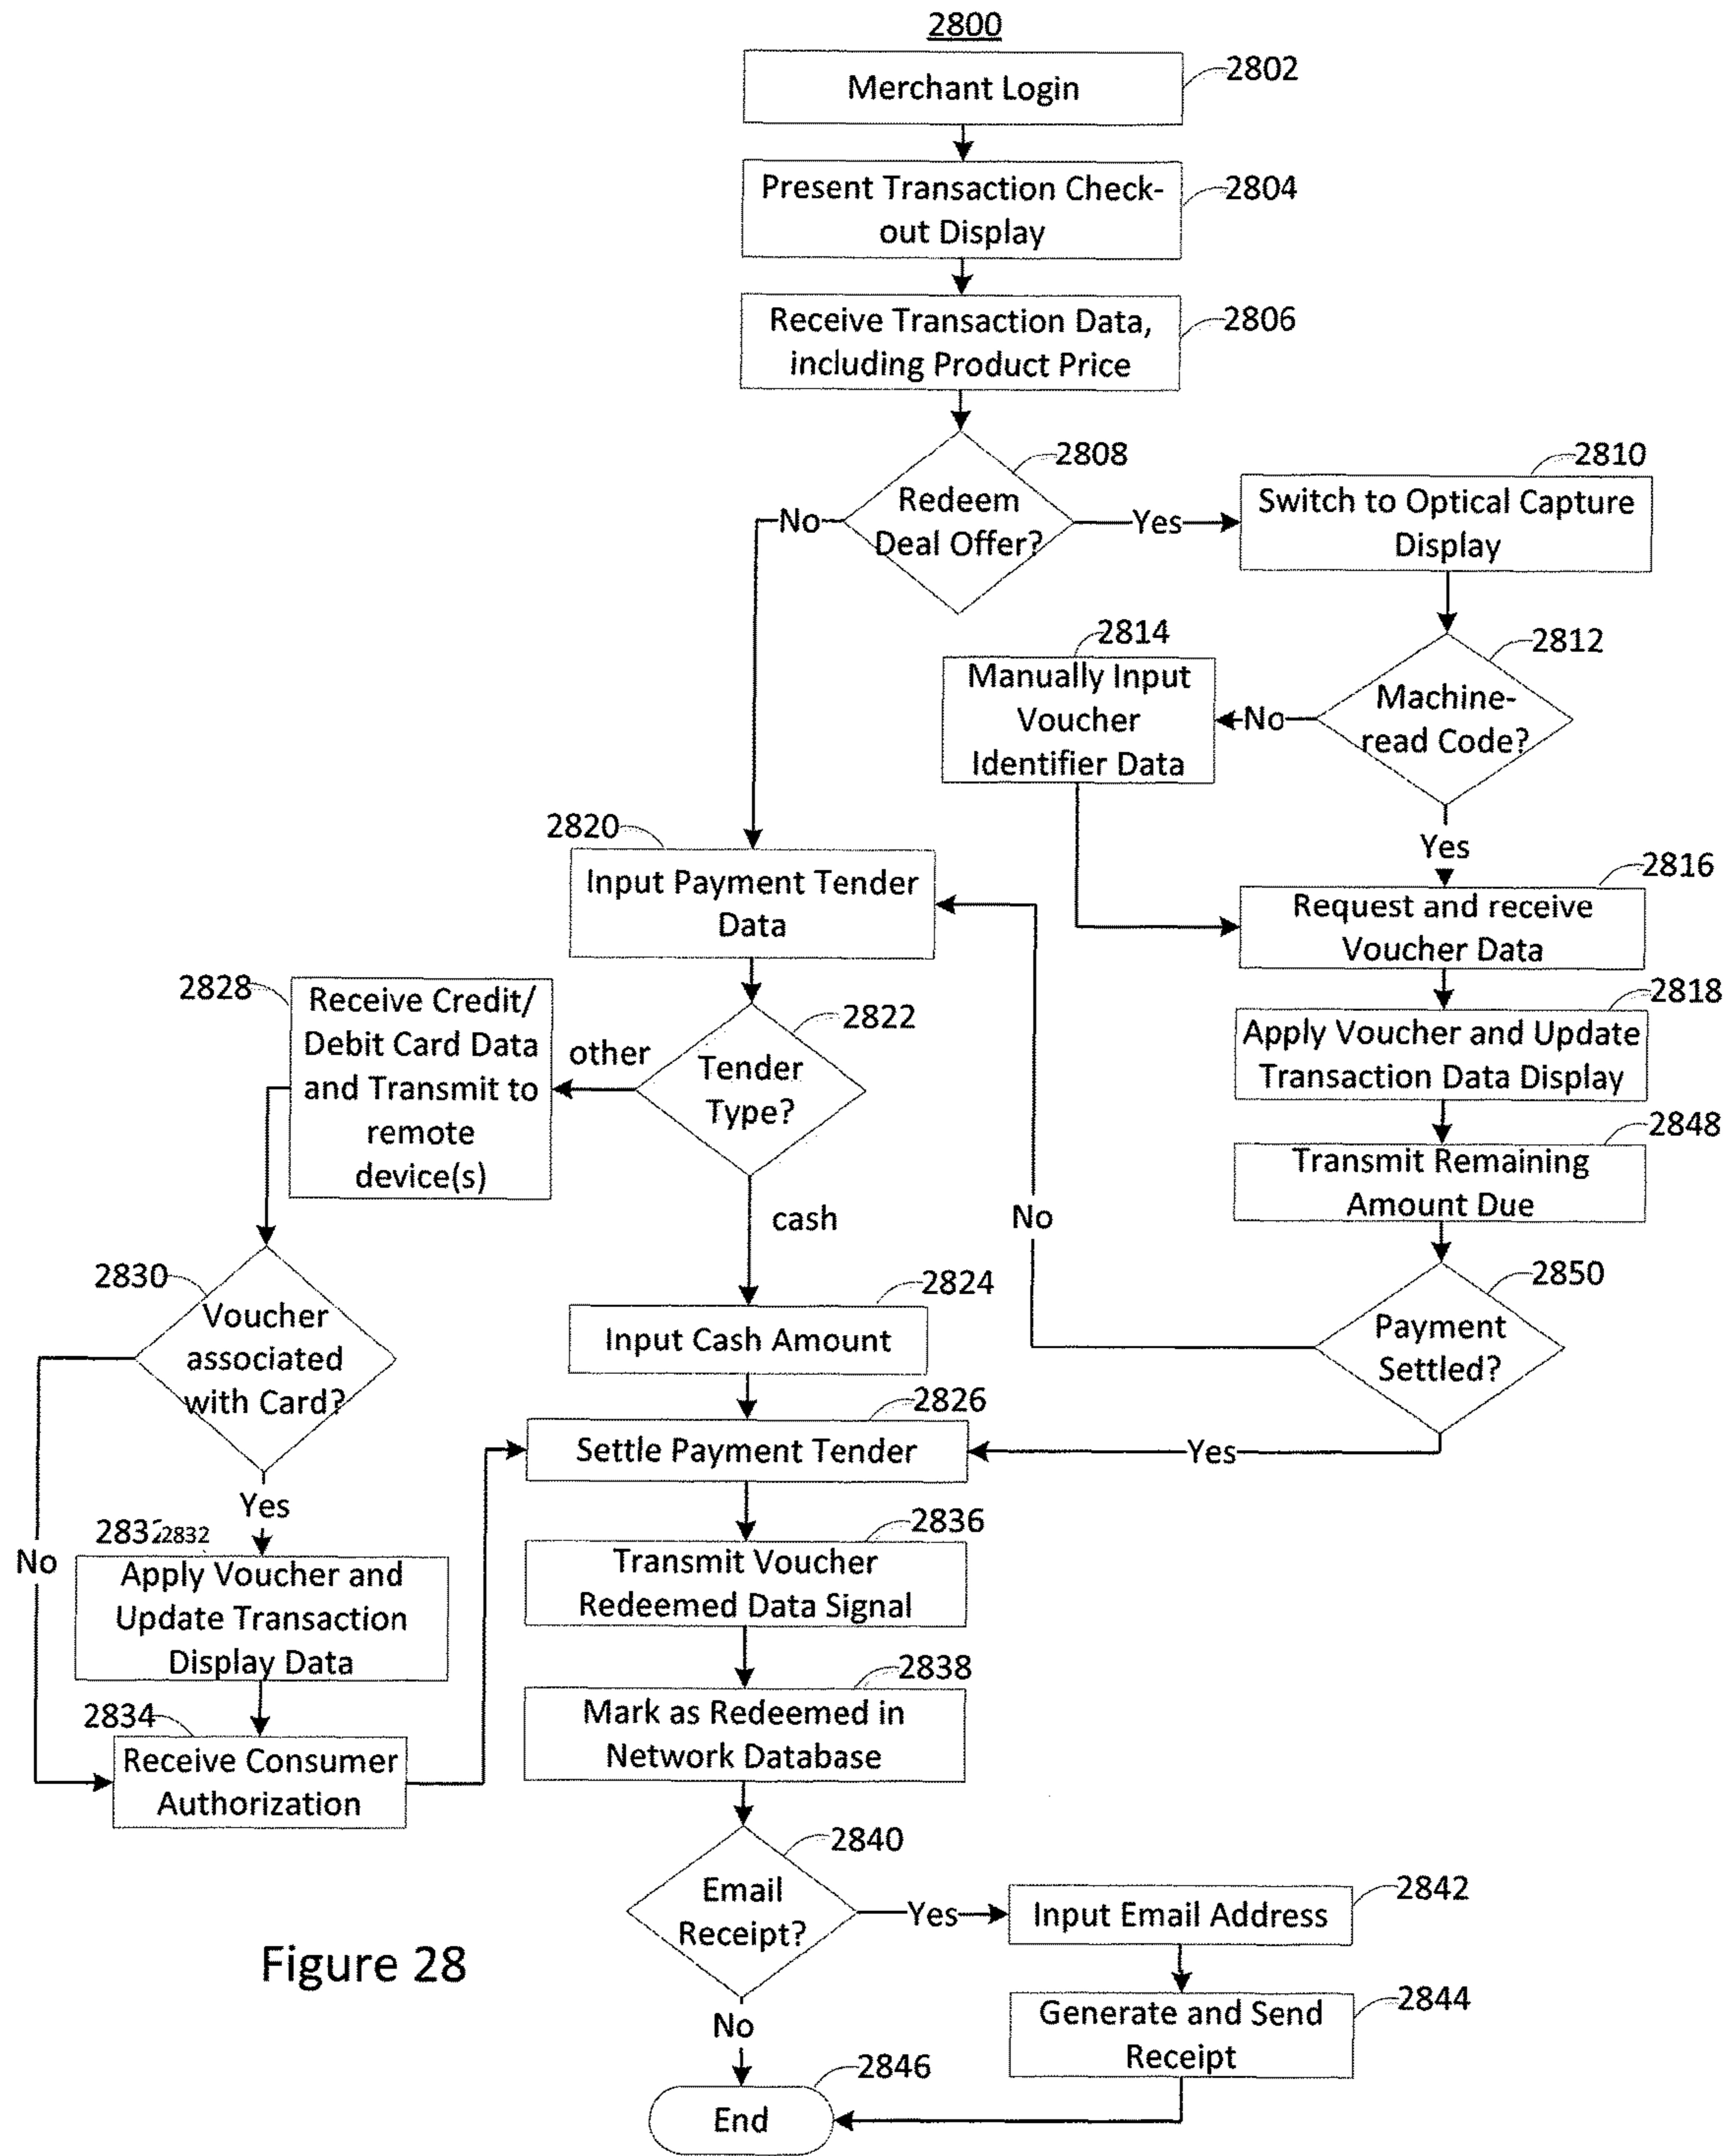 2800
Merchant Login
2802
Present Transaction Check-
out Display
2804
Receive Transaction Data,
including Product Price
2806
Redeem
Deal Offer?
2808
No
Yes
Switch to Optical Capture
Display
2810
Machine-
read Code?
2812
No
Manually Input
Voucher
Identifier Data
2814
Yes
Request and receive
Voucher Data
2816
Apply Voucher and Update
Transaction Data Display
2818
Transmit Remaining
Amount Due
2848
Payment
Settled?
2850
No
Yes
2820
Input Payment Tender
Data
Tender
Type?
2822
other
cash
2828
Receive Credit/
Debit Card Data
and Transmit to
remote
device(s)
2830
Voucher
associated
with Card?
No
Yes
2832
2832
Apply Voucher and
Update Transaction
Display Data
2834
Receive Consumer
Authorization
2824
Input Cash Amount
2826
Settle Payment Tender
2836
Transmit Voucher
Redeemed Data Signal
2838
Mark as Redeemed in
Network Database
2840
Email
Receipt?
Yes
No
Input Email Address
2842
Generate and Send
Receipt
2844
2846
End
Figure 28